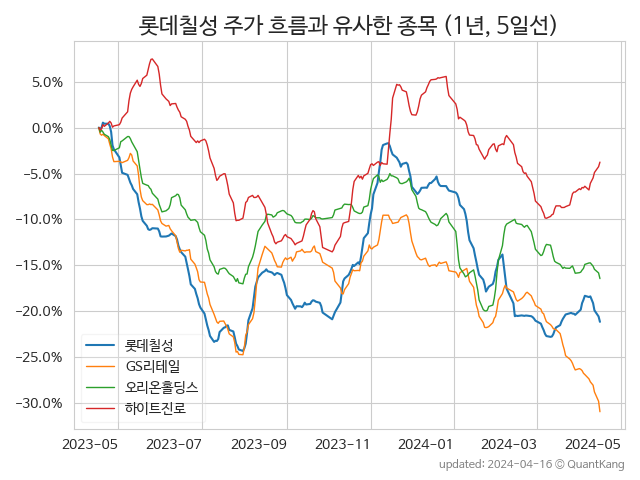 롯데칠성 주가 흐름과 유사한 종목 (1년, 5일선)
5.0%
0.0%
−5.0%
−10.0%
−15.0%
−20.0%
−25.0%
−30.0%
롯데칠성
GS리테일
오리온홀딩스
하이트진로
2023-05 2023-07 2023-09 2023-11 2024-01 2024-03 2024-05
updated: 2024-04-16 © QuantKang